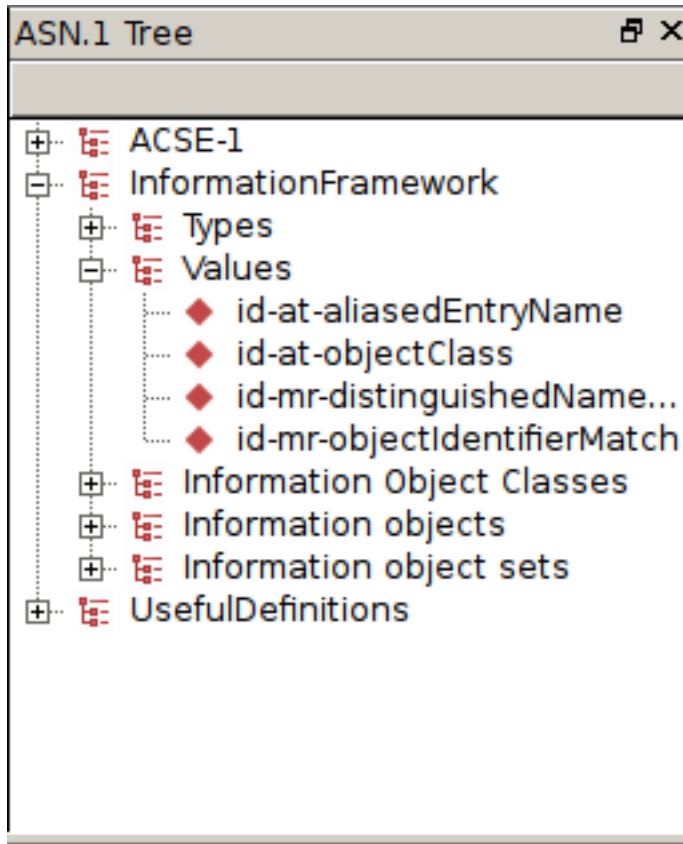 ASN.1 Tree
ACSE-1
InformationFramework
Types
Values
id-at-aliasedEntryName
id-at-objectClass
id-mr-distinguishedName...
id-mr-objectIdentifierMatch
Information Object Classes
Information objects
Information object sets
UsefulDefinitions